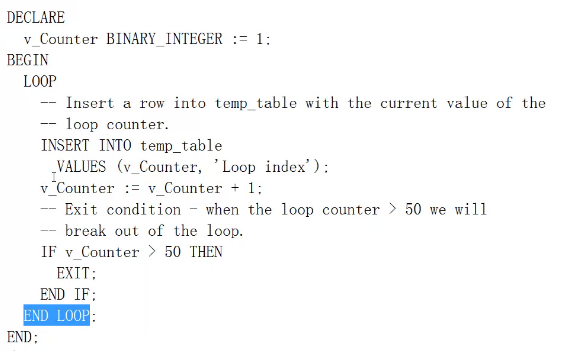 DECLARE
v_Counter BINARY_INTEGER := 1;
BEGIN
LOOP
-- Insert a row into temp_table with the current value of the
-- loop counter.
INSERT INTO temp_table
VALUES (v_Counter, 'Loop index');
v_Counter := v_Counter + 1;
-- Exit condition - when the loop counter > 50 we will
-- break out of the loop.
IF v_Counter > 50 THEN
EXIT;
END IF;
END LOOP;
END;